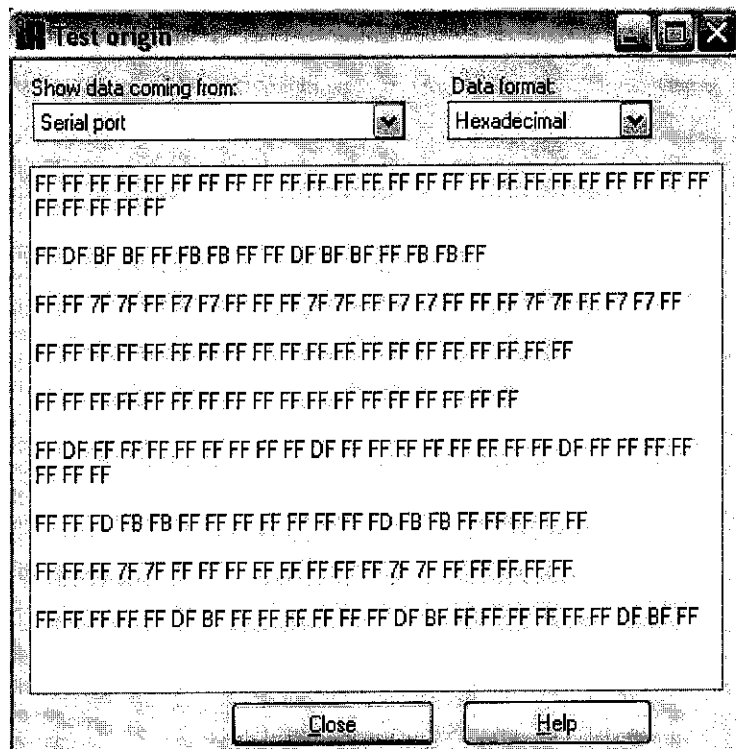 Test origin
Show data coming from:
Data format:
Serial port
Hexadecimal
FF FF FF FF FF FF FF FF FF FF FF FF FF FF FF FF FF FF FF FF FF FF FF FF FF
FF FF FF FF FF
FF DF BF BF FF FB FB FF FF DF BF BF FF FB FB FF
FF FF 7F 7F FF F7 F7 FF FF FF 7F 7F FF F7 F7 FF FF FF 7F 7F FF F7 F7 FF
FF FF FF FF FF FF FF FF FF FF FF FF FF FF FF FF FF FF FF FF
FF FF FF FF FF FF FF FF FF FF FF FF FF FF FF FF FF FF
FF DF FF FF FF FF FF FF FF FF DF FF FF FF FF FF FF FF FF DF FF FF FF FF
FF FF FF
FF FF FD FB FB FF FF FF FF FF FF FF FD FB FB FF FF FF FF FF
FF FF FF 7F 7F FF FF FF FF FF FF FF FF 7F 7F FF FF FF FF FF
FF FF FF FF FF DF BF FF FF FF FF FF FF DF BF FF FF FF FF FF FF DF BF FF
Close
Help